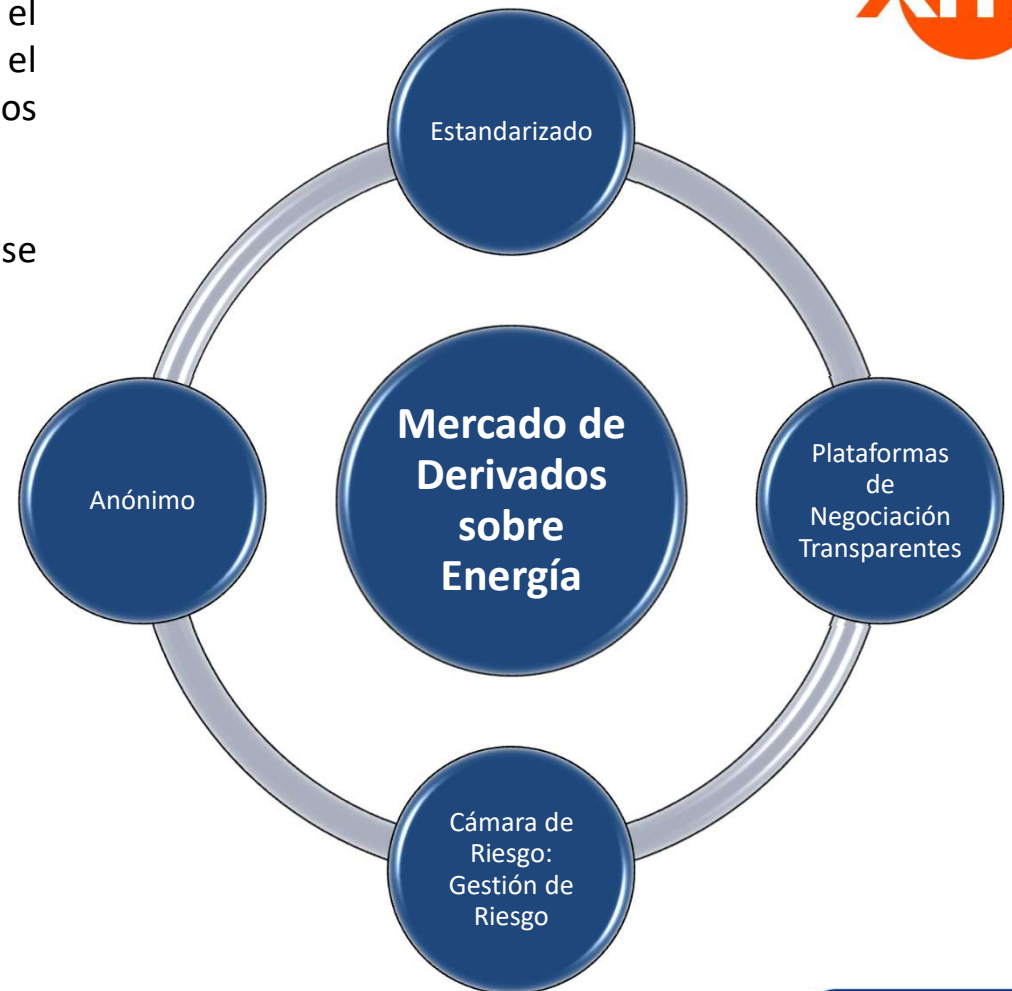 el
el
os
se
Estandarizado
Mercado de
Derivados
sobre
Energía
Plataformas
de
Negociación
Transparentes
Cámara de
Riesgo:
Gestión de
Riesgo
Anónimo